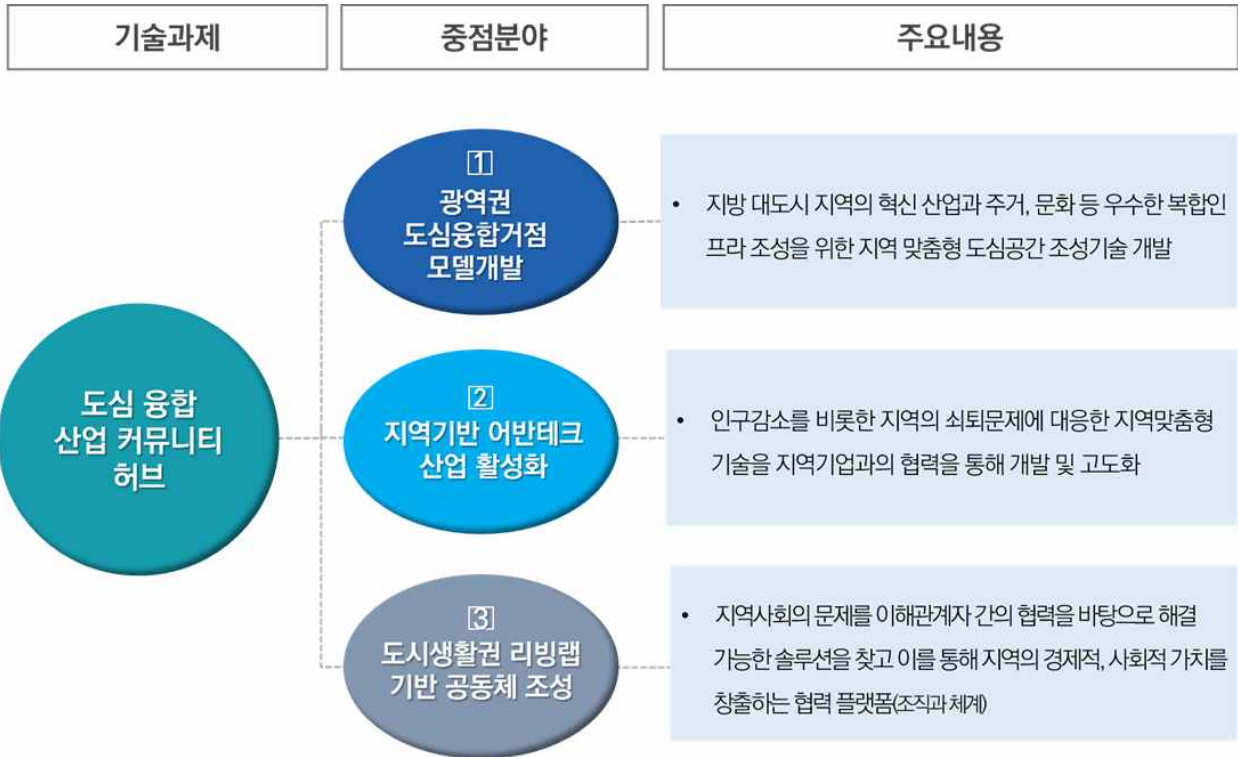 기술과제
중점분야
주요내용
도심 융합
산업 커뮤니티
허브
1
광역권
도심융합거점
모델개발
• 지방 대도시 지역의 혁신 산업과 주거, 문화 등 우수한 복합인
프라 조성을 위한 지역 맞춤형 도심공간 조성기술 개발
2
지역기반 어반테크
산업 활성화
• 인구감소를 비롯한 지역의 쇠퇴문제에 대응한 지역맞춤형
기술을 지역기업과의 협력을 통해 개발 및 고도화
3
도시생활권 리빙랩
기반 공동체 조성
• 지역사회의 문제를 이해관계자 간의 협력을 바탕으로 해결
가능한 솔루션을 찾고 이를 통해 지역의 경제적, 사회적 가치를
창출하는 협력 플랫폼(조직과 체계)